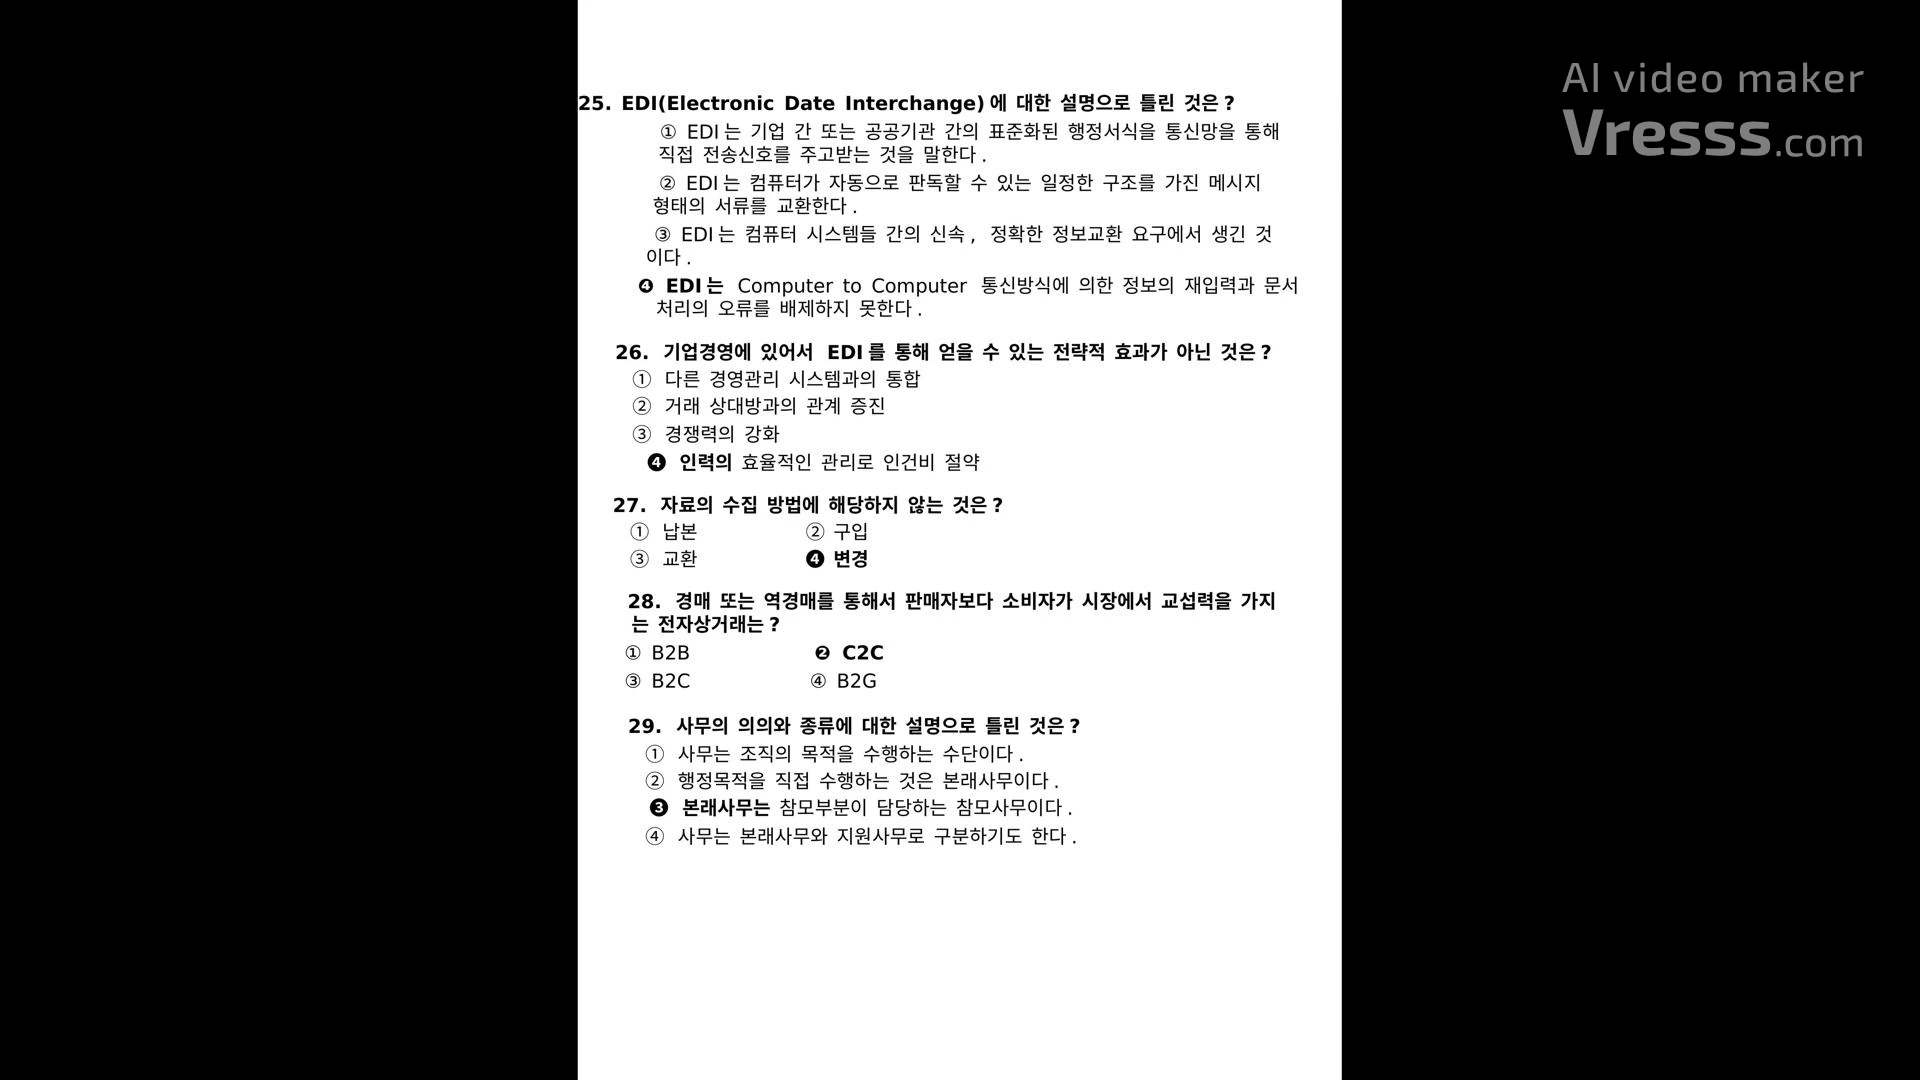 AI video maker
Vresss.com
25. EDI(Electronic Date Interchange)에 대한 설명으로 틀린 것은?
① EDI는 기업 간 또는 공공기관 간의 표준화된 행정서식을 통신망을 통해
직접 전송신호를 주고받는 것을 말한다.
② EDI는 컴퓨터가 자동으로 판독할 수 있는 일정한 구조를 가진 메시지
형태의 서류를 교환한다.
③ EDI는 컴퓨터 시스템들 간의 신속, 정확한 정보교환 요구에서 생긴 것
이다.
❹ EDI는 Computer to Computer 통신방식에 의한 정보의 재입력과 문서
처리의 오류를 배제하지 못한다.
26. 기업경영에 있어서 EDI를 통해 얻을 수 있는 전략적 효과가 아닌 것은?
① 다른 경영관리 시스템과의 통합
② 거래 상대방과의 관계 증진
③ 경쟁력의 강화
❹ 인력의 효율적인 관리로 인건비 절약
27. 자료의 수집 방법에 해당하지 않는 것은?
① 납본 ② 구입
③ 교환 ❹ 변경
28. 경매 또는 역경매를 통해서 판매자보다 소비자가 시장에서 교섭력을 가지
는 전자상거래는?
① B2B ❷ C2C
③ B2C ④ B2G
29. 사무의 의의와 종류에 대한 설명으로 틀린 것은?
① 사무는 조직의 목적을 수행하는 수단이다.
② 행정목적을 직접 수행하는 것은 본래사무이다.
❸ 본래사무는 참모부분이 담당하는 참모사무이다.
④ 사무는 본래사무와 지원사무로 구분하기도 한다.